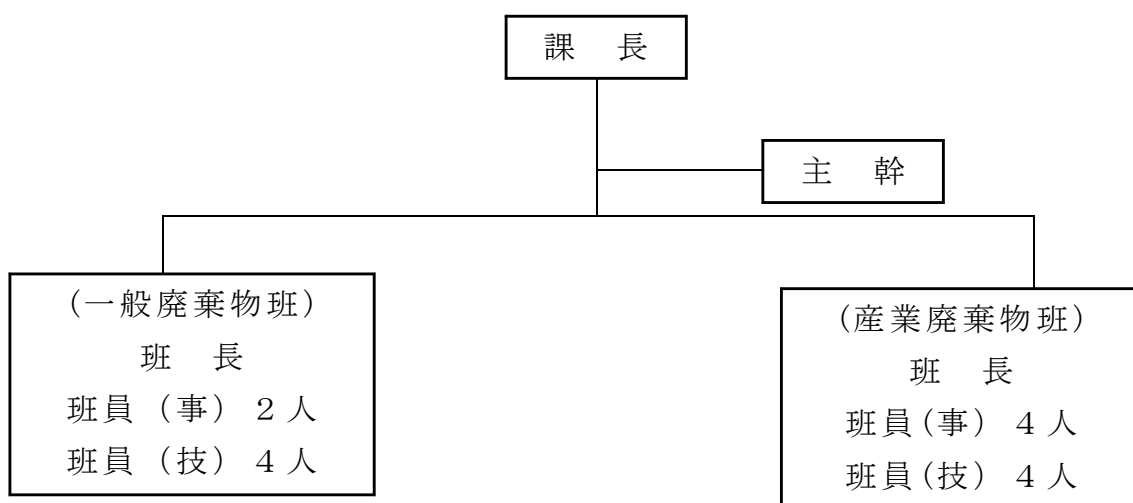 課　長
主　幹
(一般廃棄物班)
班　長
班員（事）２人
班員（技）４人
(産業廃棄物班)
班　長
班員(事) ４人
班員(技) ４人